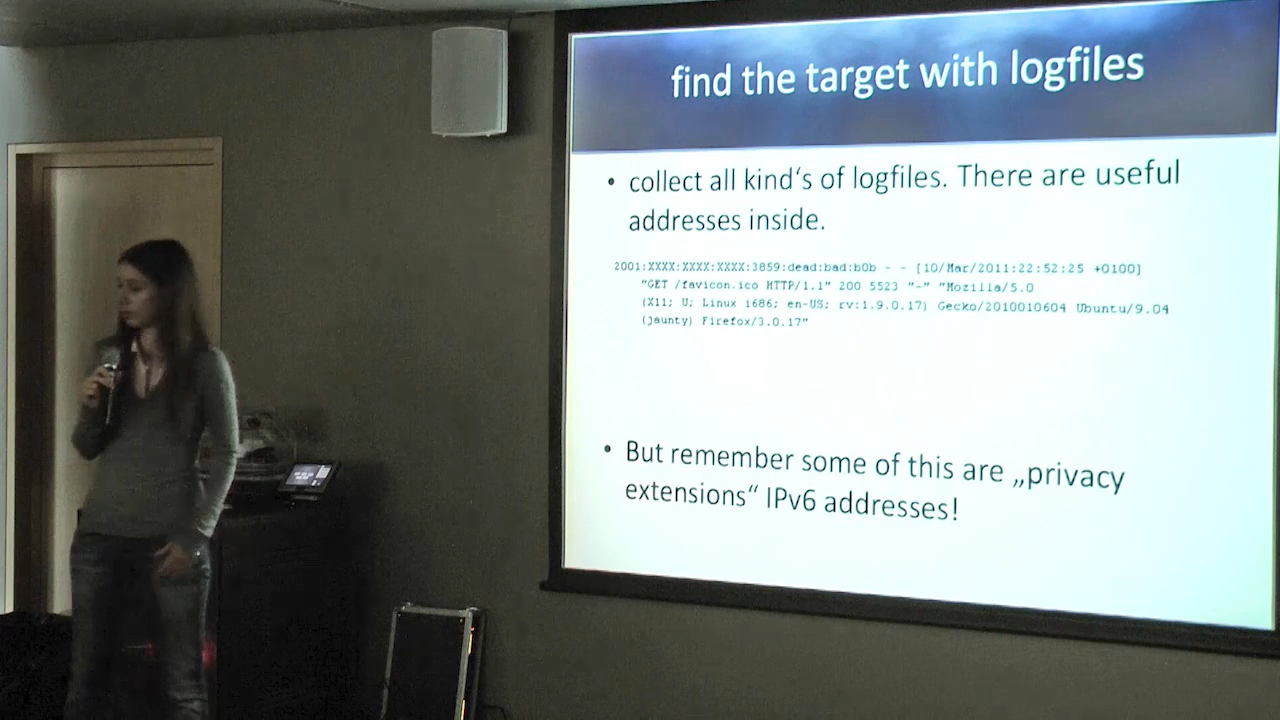 find the target with logfiles
• collect all kind‘s of logfiles. There are useful
addresses inside.
2001:XXXX:XXXX:XXXX:3859:dead:bad:b0b - - [10/Mar/2011:22:52:25 +0100]
"GET /favicon.ico HTTP/1.1" 200 5523 "-" "Mozilla/5.0
(X11; U; Linux i686; en-US; rv:1.9.0.17) Gecko/2010010604 Ubuntu/9.04
(jaunty) Firefox/3.0.17"
• But remember some of this are „privacy
extensions“ IPv6 addresses!